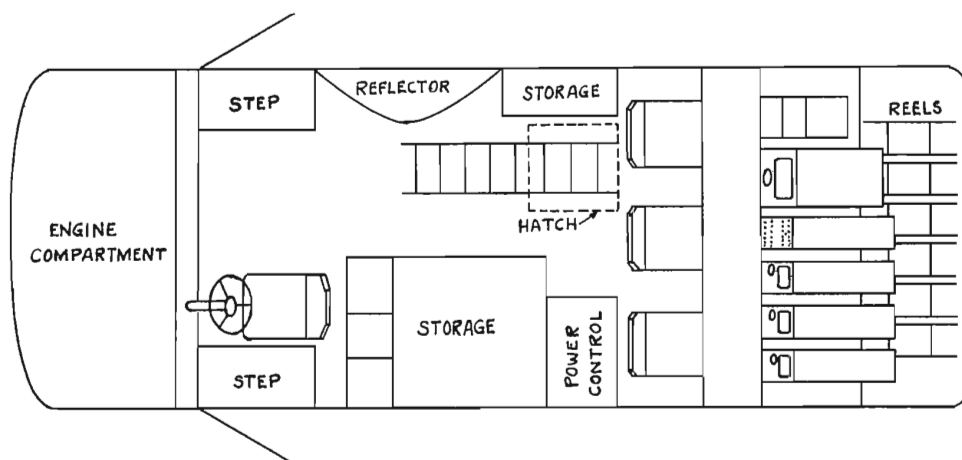 STEP
REFLECTOR
STORAGE
REELS
HATCH
ENGINE
COMPARTMENT
STORAGE
POWER
CONTROL
STEP